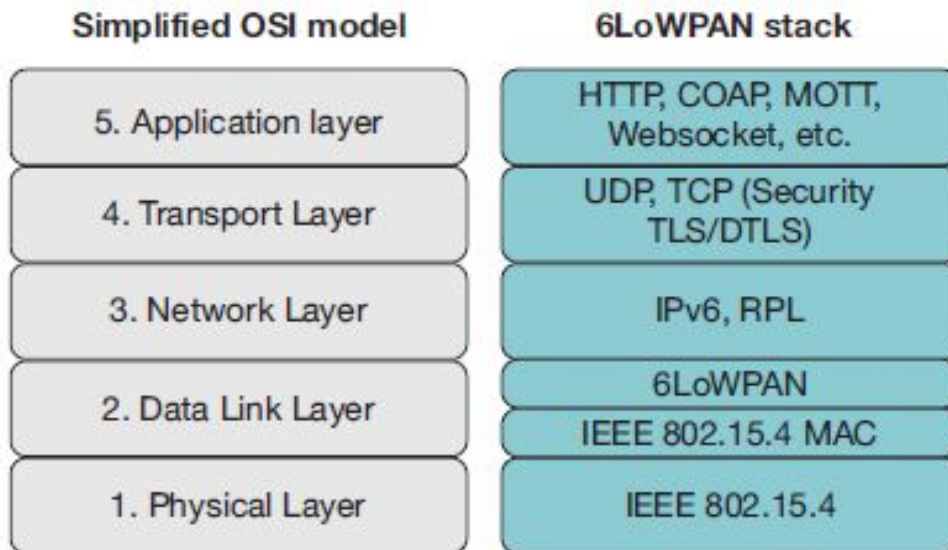 Simplified OSI model
6LoWPAN stack
5. Application layer
HTTP, COAP, MOTT,
Websocket, etc.
4. Transport Layer
UDP, TCP (Security
TLS/DTLS)
3. Network Layer
IPv6, RPL
2. Data Link Layer
6LoWPAN
IEEE 802.15.4 MAC
1. Physical Layer
IEEE 802.15.4